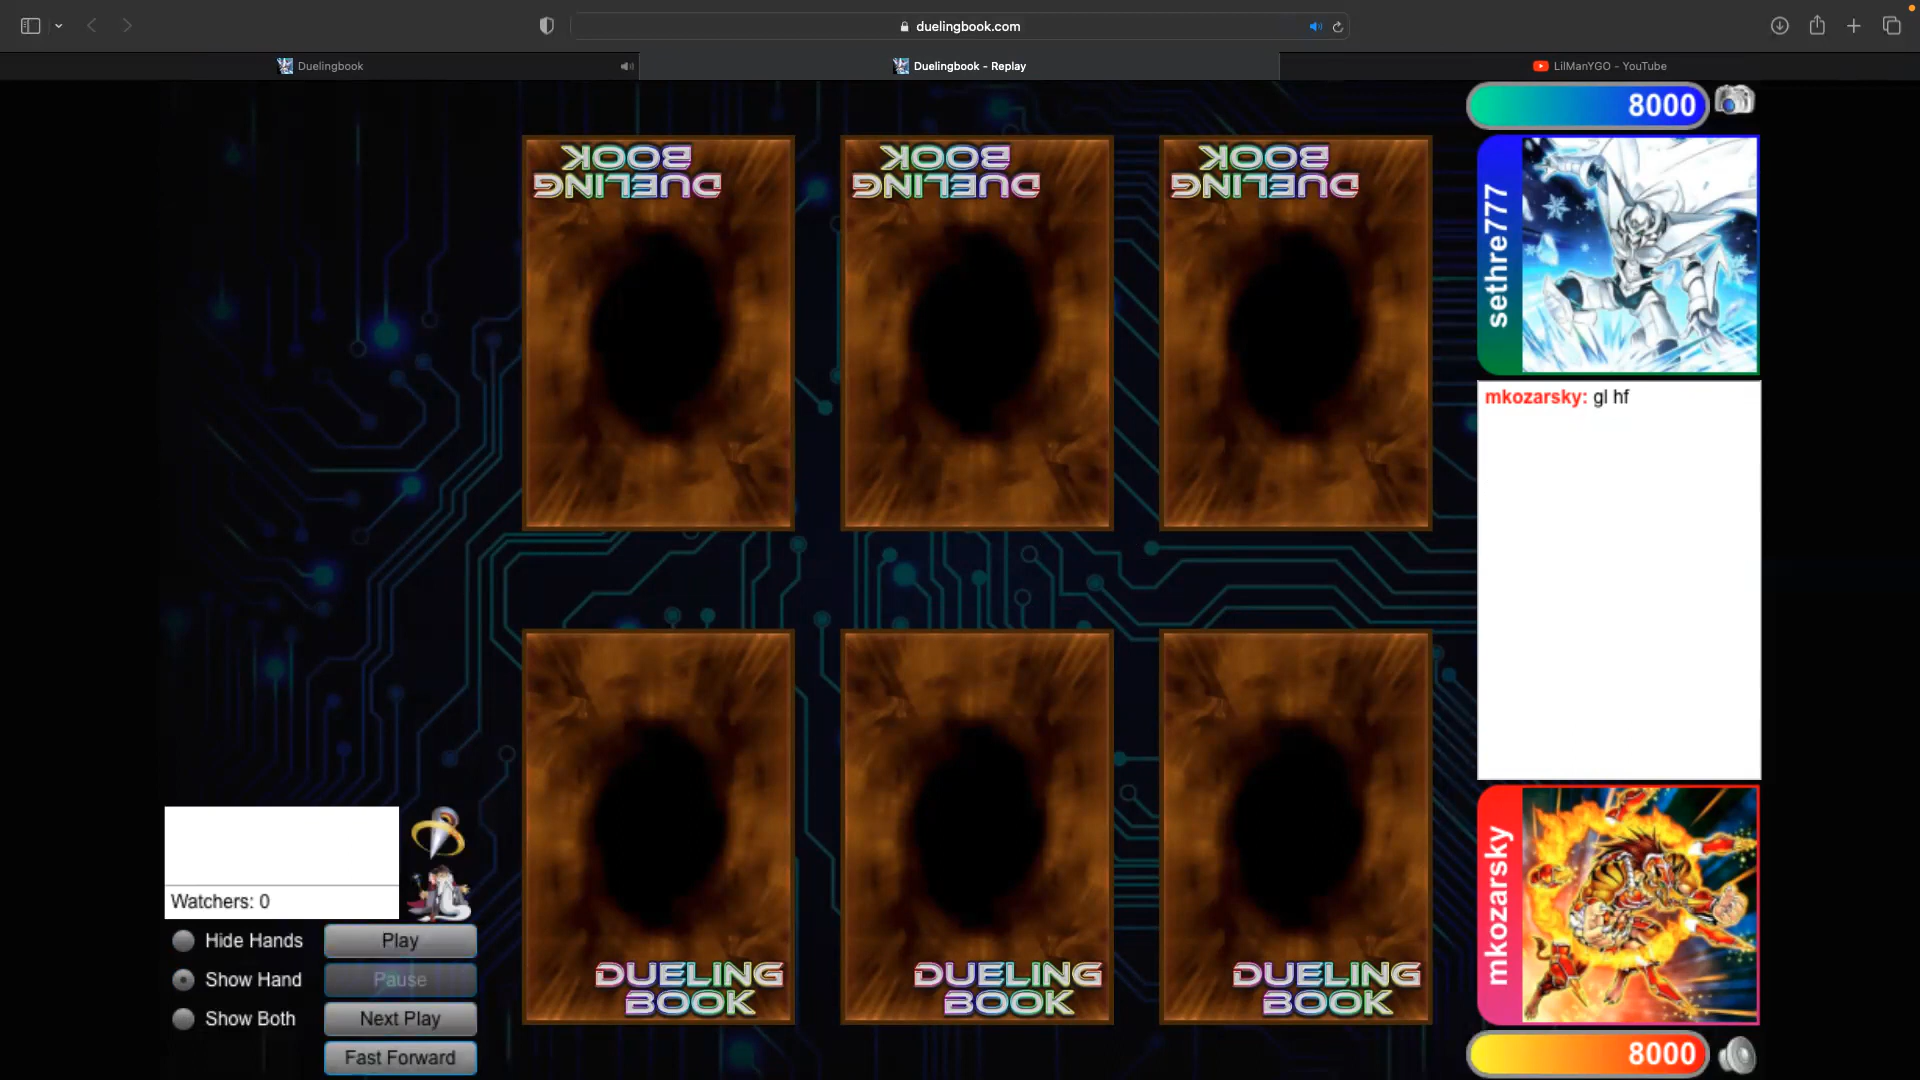 duelingbook.com
Duelingbook
Duelingbook - Replay
LilManYGO - YouTube
8000
DUELING
BOOK
DUELING
BOOK
DUELING
BOOK
sethre777
mkozarsky: gl hf
Watchers: 0
Hide Hands
Play
Show Hand
Pause
Show Both
Next Play
Fast Forward
DUELING
BOOK
DUELING
BOOK
DUELING
BOOK
mkozarsky
8000